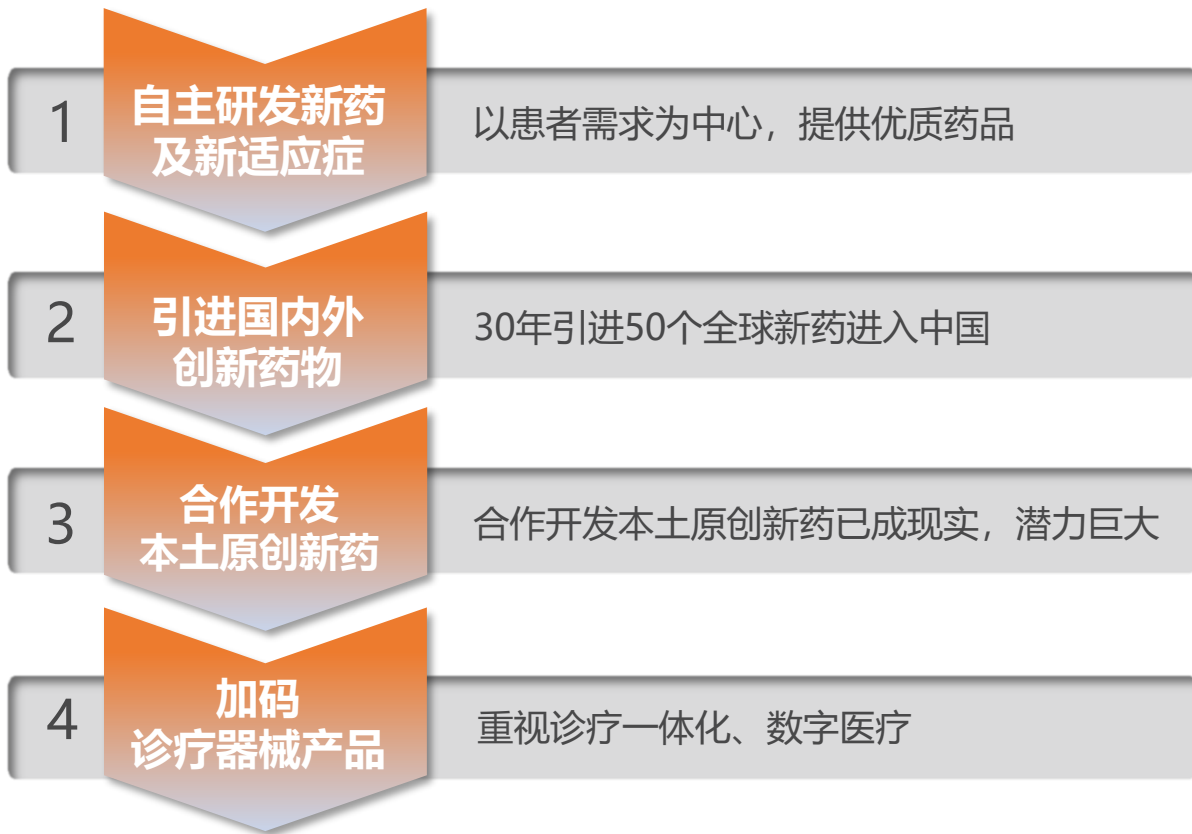 1
自主研发新药
及新适应症
以患者需求为中心，提供优质药品
2
引进国内外
创新药物
30年引进50个全球新药进入中国
3
合作开发
本土原创新药
合作开发本土原创新药已成现实，潜力巨大
4
加码
诊疗器械产品
重视诊疗一体化、数字医疗